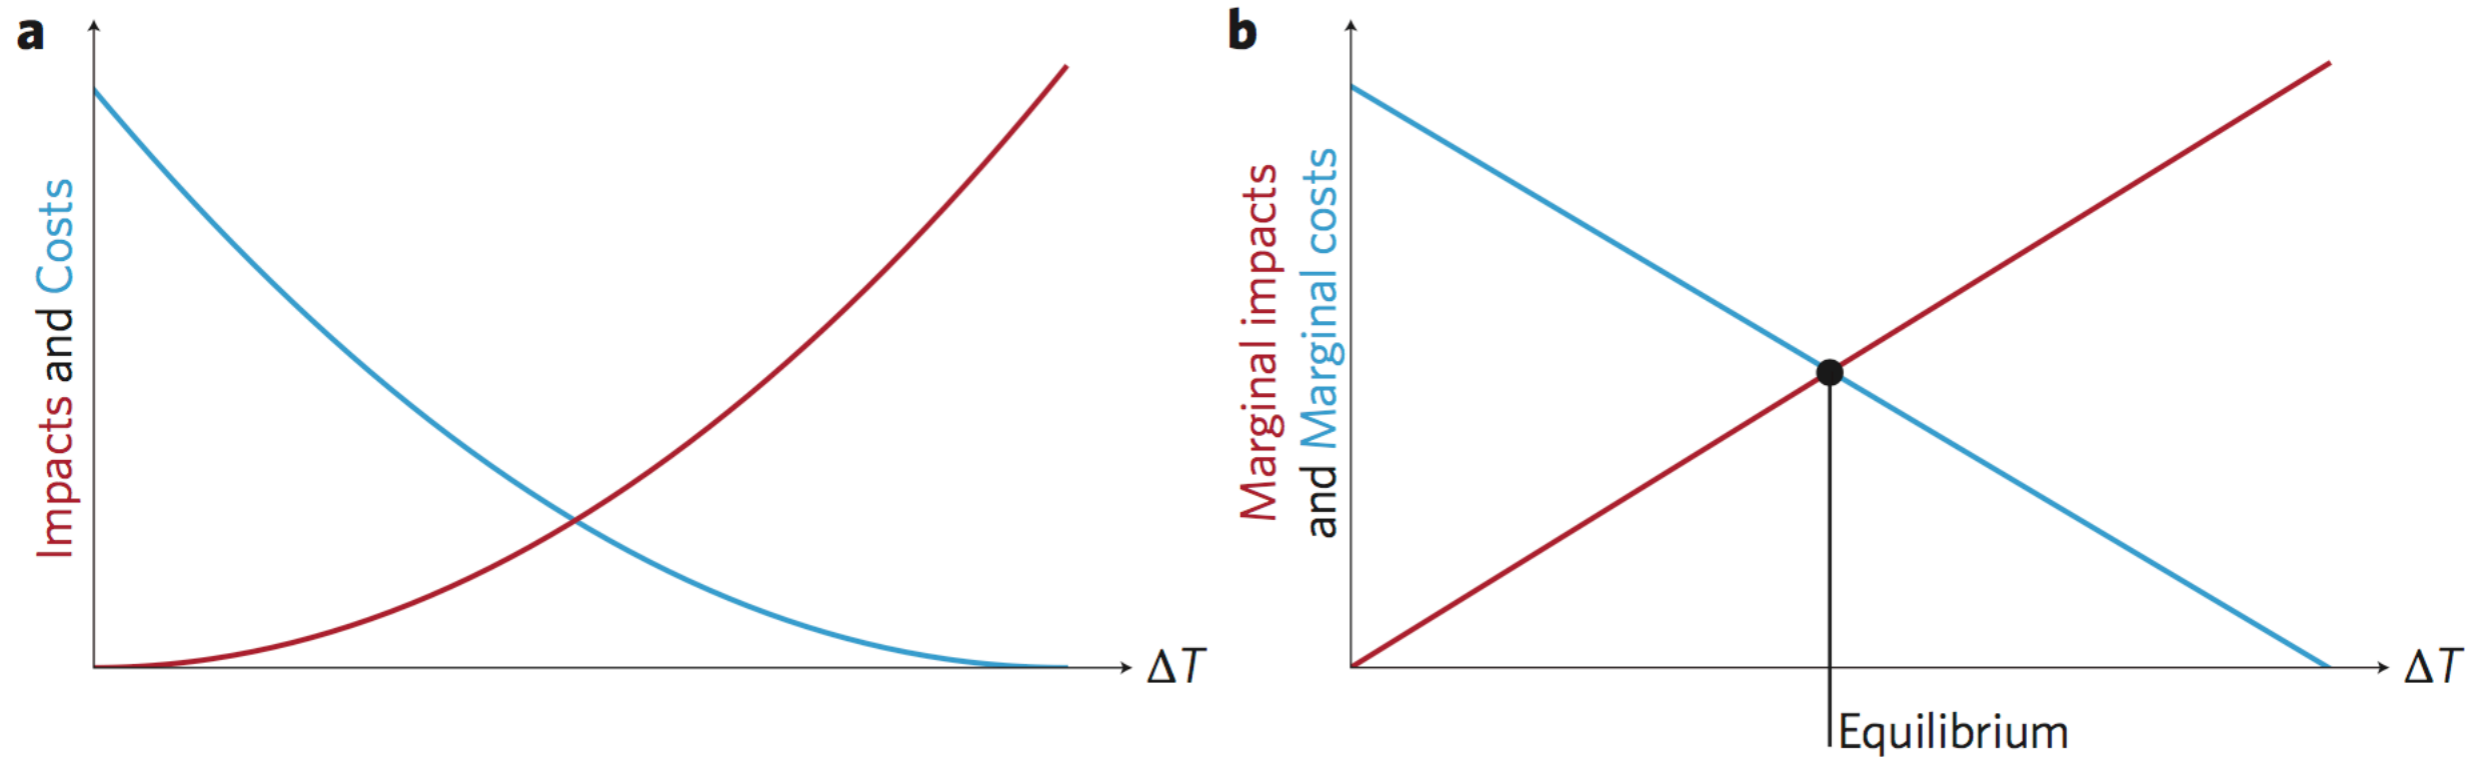 a
Impacts and Costs
ΔT
b
Marginal impacts
and Marginal costs
ΔT
Equilibrium